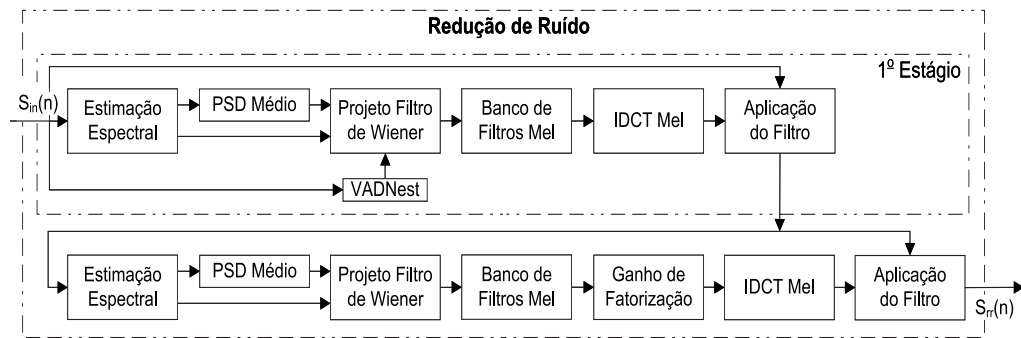 Redução de Ruído
1º Estágio
Sin(n)
Estimação
Espectral
PSD Médio
Projeto Filtro
de Wiener
Banco de
Filtros Mel
IDCT Mel
Aplicação
do Filtro
VADNest
Estimação
Espectral
PSD Médio
Projeto Filtro
de Wiener
Banco de
Filtros Mel
Ganho de
Fatorização
IDCT Mel
Aplicação
do Filtro
Srr(n)